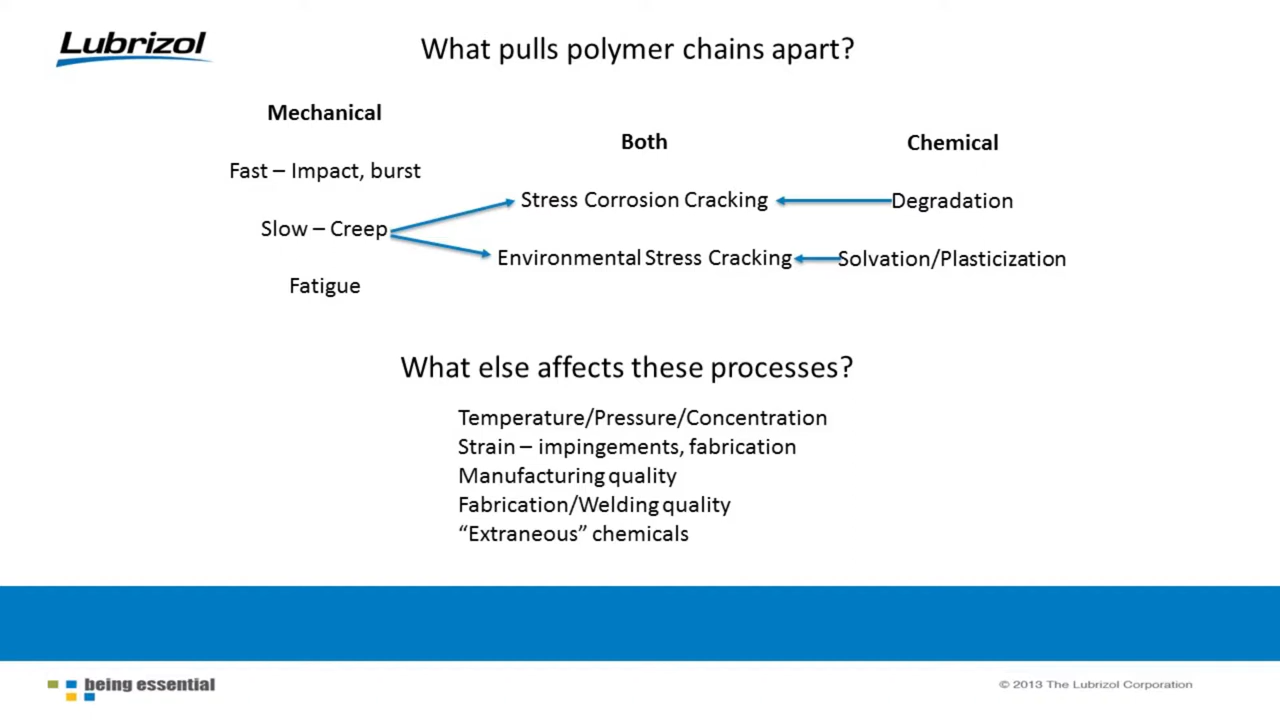 Lubrizol
What pulls polymer chains apart?
Mechanical
Fast – Impact, burst
Slow – Creep
Fatigue
Both
Stress Corrosion Cracking
Environmental Stress Cracking
Chemical
Degradation
Solvation/Plasticization
What else affects these processes?
Temperature/Pressure/Concentration
Strain – impingements, fabrication
Manufacturing quality
Fabrication/Welding quality
“Extraneous” chemicals
being essential
© 2013 The Lubrizol Corporation